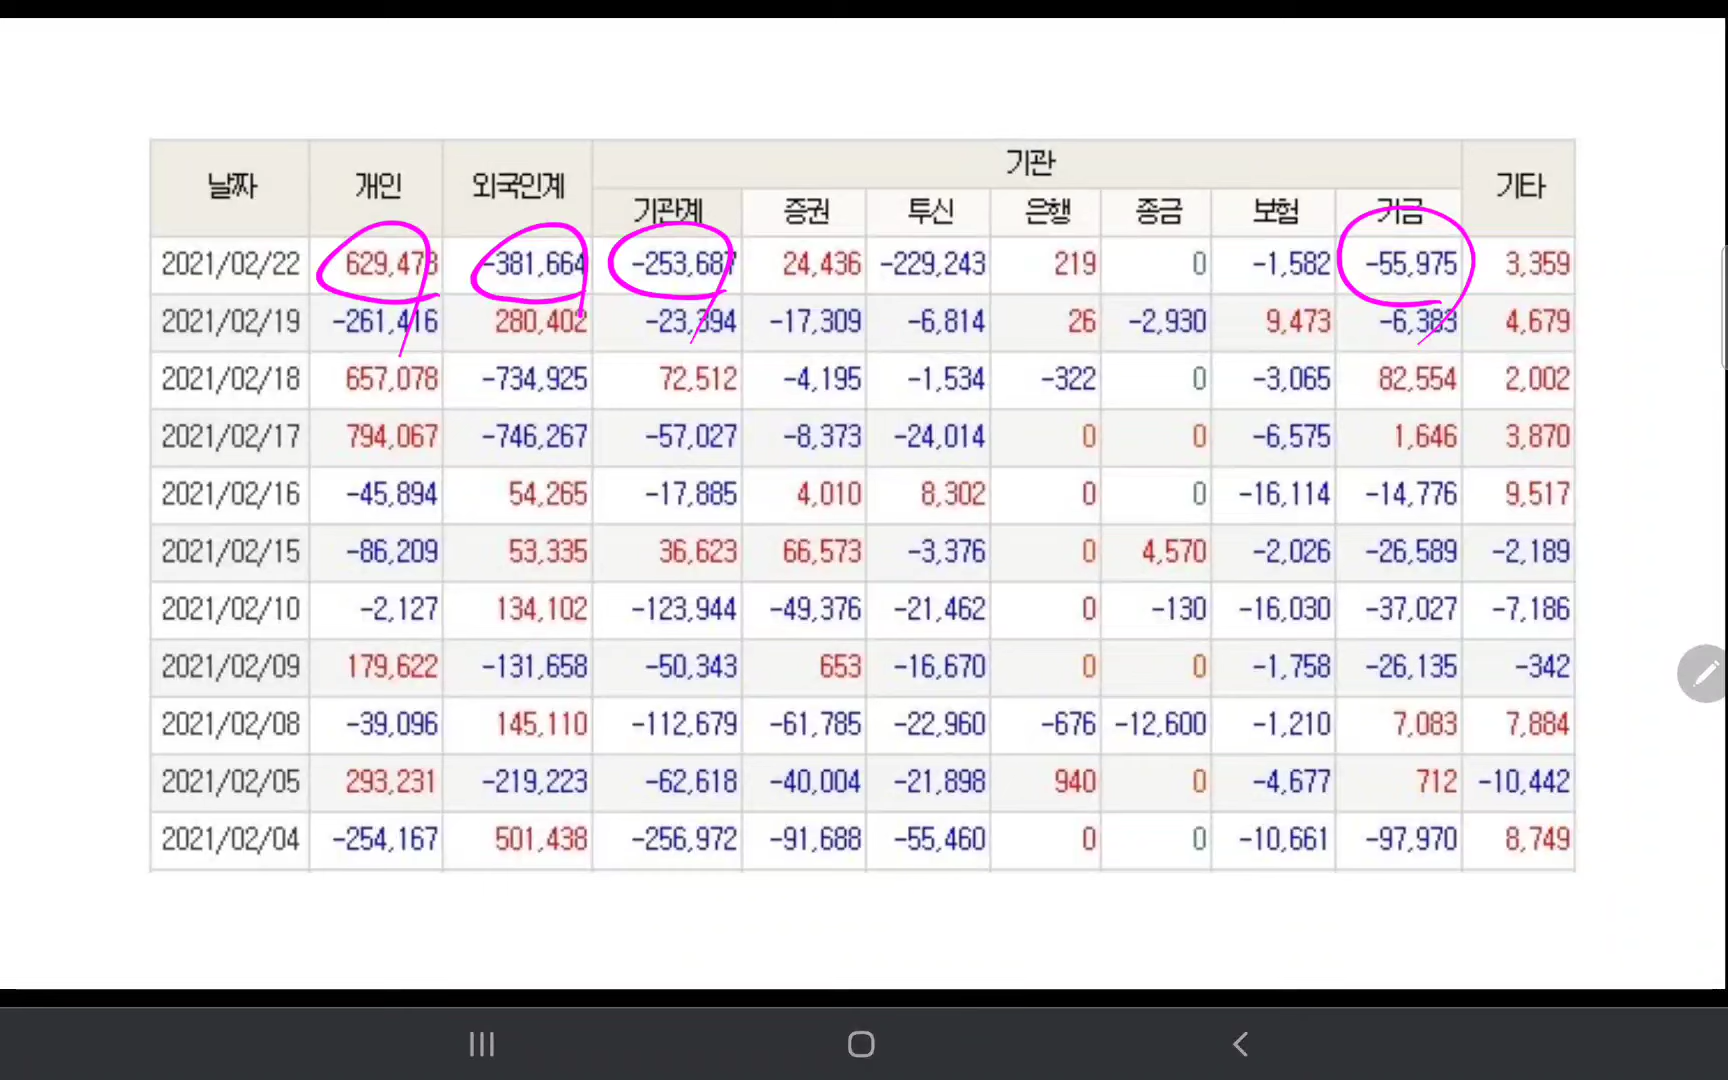 날짜 개인 외국인계 기관 기타
기관계 증권 투신 은행 종금 보험 기금
2021/02/22 629,473 -381,664 -253,687 24,436 -229,243 219 0 -1,582 -55,975 3,359
2021/02/19 -261,416 280,402 -23,394 -17,309 -6,814 26 -2,930 9,473 -6,383 4,679
2021/02/18 657,078 -734,925 72,512 -4,195 -1,534 -322 0 -3,065 82,554 2,002
2021/02/17 794,067 -746,267 -57,027 -8,373 -24,014 0 0 -6,575 1,646 3,870
2021/02/16 -45,894 54,265 -17,885 4,010 8,302 0 0 -16,114 -14,776 9,517
2021/02/15 -86,209 53,335 36,623 66,573 -3,376 0 4,570 -2,026 -26,589 -2,189
2021/02/10 -2,127 134,102 -123,944 -49,376 -21,462 0 -130 -16,030 -37,027 -7,186
2021/02/09 179,622 -131,658 -50,343 653 -16,670 0 0 -1,758 -26,135 -342
2021/02/08 -39,096 145,110 -112,679 -61,785 -22,960 -676 -12,600 -1,210 7,083 7,884
2021/02/05 293,231 -219,223 -62,618 -40,004 -21,898 940 0 -4,677 712 -10,442
2021/02/04 -254,167 501,438 -256,972 -91,688 -55,460 0 0 -10,661 -97,970 8,749